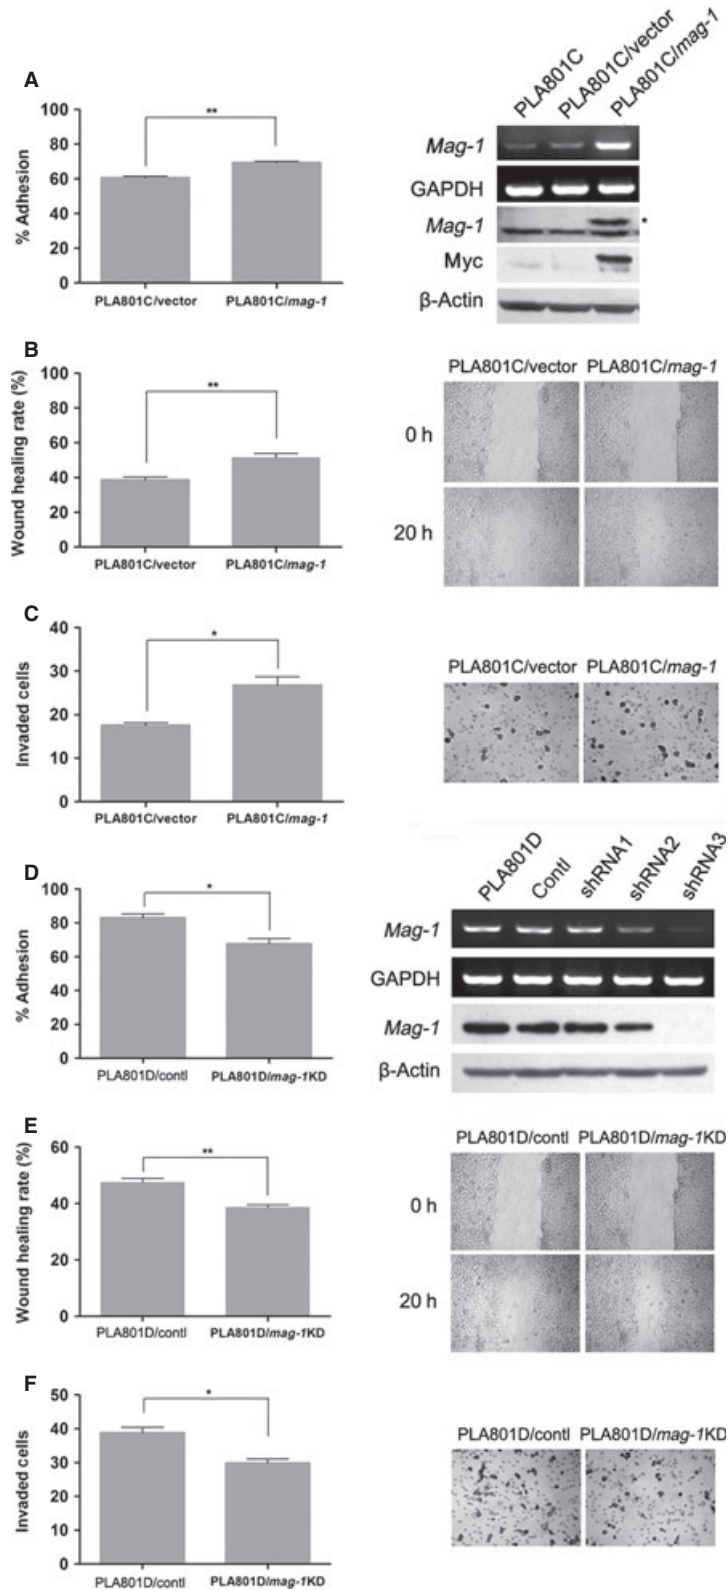 A
% Adhesion
100
80
60
40
20
0
**
PLA801C/vector
PLA801C/mag-1
PLA801C
PLA801C/vector
PLA801C/mag-1
Mag-1
GAPDH
Mag-1
*
Myc
β-Actin
B
Wound healing rate (%)
100
80
60
40
20
0
**
PLA801C/vector
PLA801C/mag-1
PLA801C/vector
PLA801C/mag-1
0 h
20 h
C
Invaded cells
40
30
20
10
0
*
PLA801C/vector
PLA801C/mag-1
PLA801C/vector
PLA801C/mag-1
D
% Adhesion
100
80
60
40
20
0
*
PLA801D/contl
PLA801D/mag-1KD
PLA801D
Contl
shRNA1
shRNA2
shRNA3
Mag-1
GAPDH
Mag-1
β-Actin
E
Wound healing rate (%)
60
40
20
0
**
PLA801D/contl
PLA801D/mag-1KD
PLA801D/contl
PLA801D/mag-1KD
0 h
20 h
F
Invaded cells
50
40
30
20
10
0
*
PLA801D/contl
PLA801D/mag-1KD
PLA801D/contl
PLA801D/mag-1KD